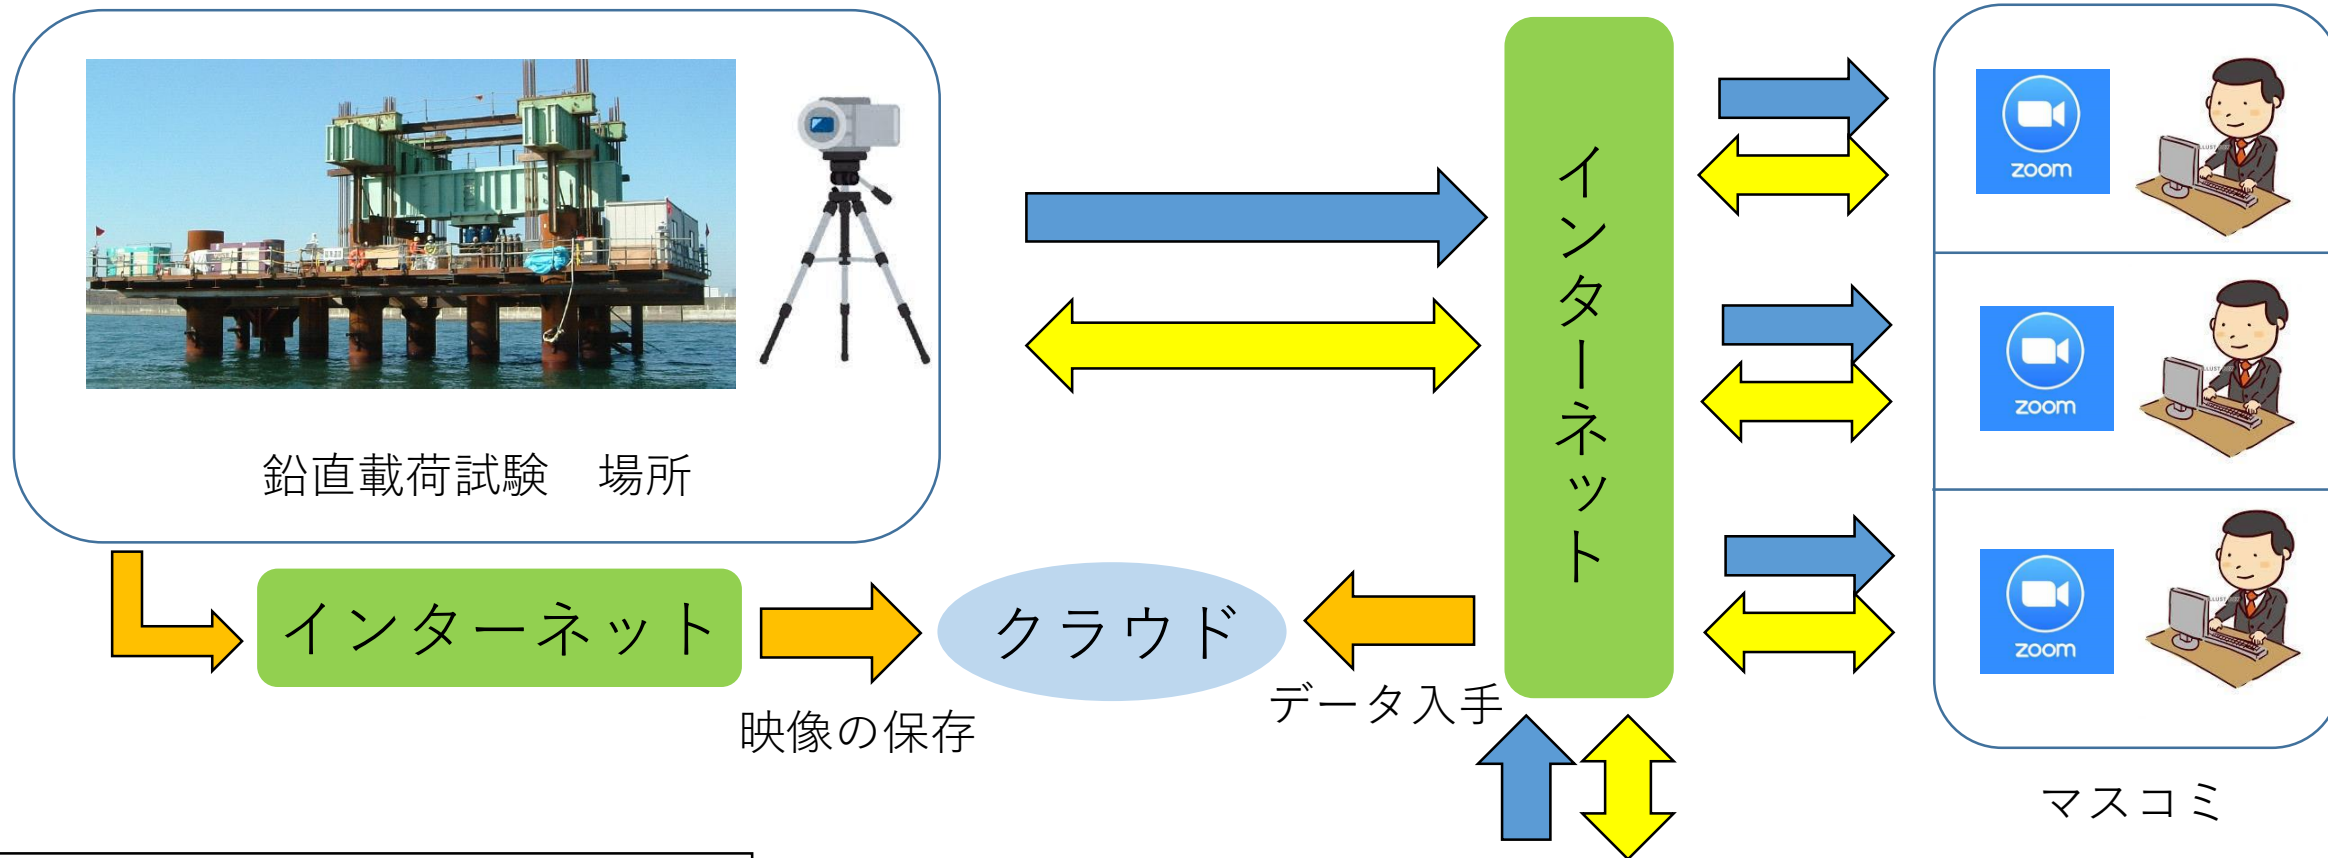 鉛直載荷試験　場所
インターネット
クラウド
映像の保存
データ入手
インターネット
zoom
zoom
zoom
マスコミ